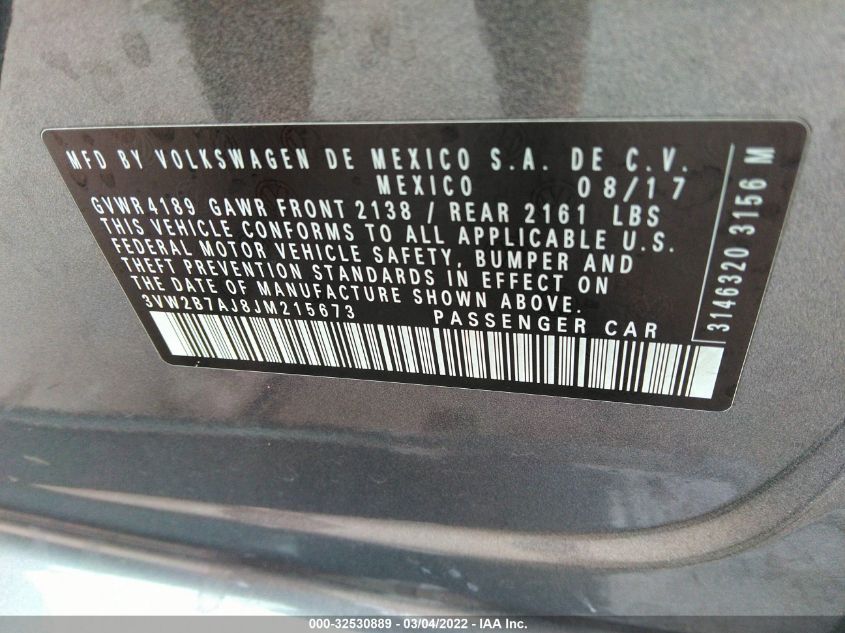 MFD BY VOLKSWAGEN DE MEXICO S.A. DE C.V.
MEXICO 08/17
GVWR 4189 GAWR FRONT 2138 / REAR 2161 LBS
THIS VEHICLE CONFORMS TO ALL APPLICABLE U.S.
FEDERAL MOTOR VEHICLE SAFETY, BUMPER AND
THEFT PREVENTION STANDARDS IN EFFECT ON
THE DATE OF MANUFACTURE SHOWN ABOVE.
3VW2B7AJ8JM215673 PASSENGER CAR
3146320 3156 M
000-32530889 - 03/04/2022 - IAA Inc.